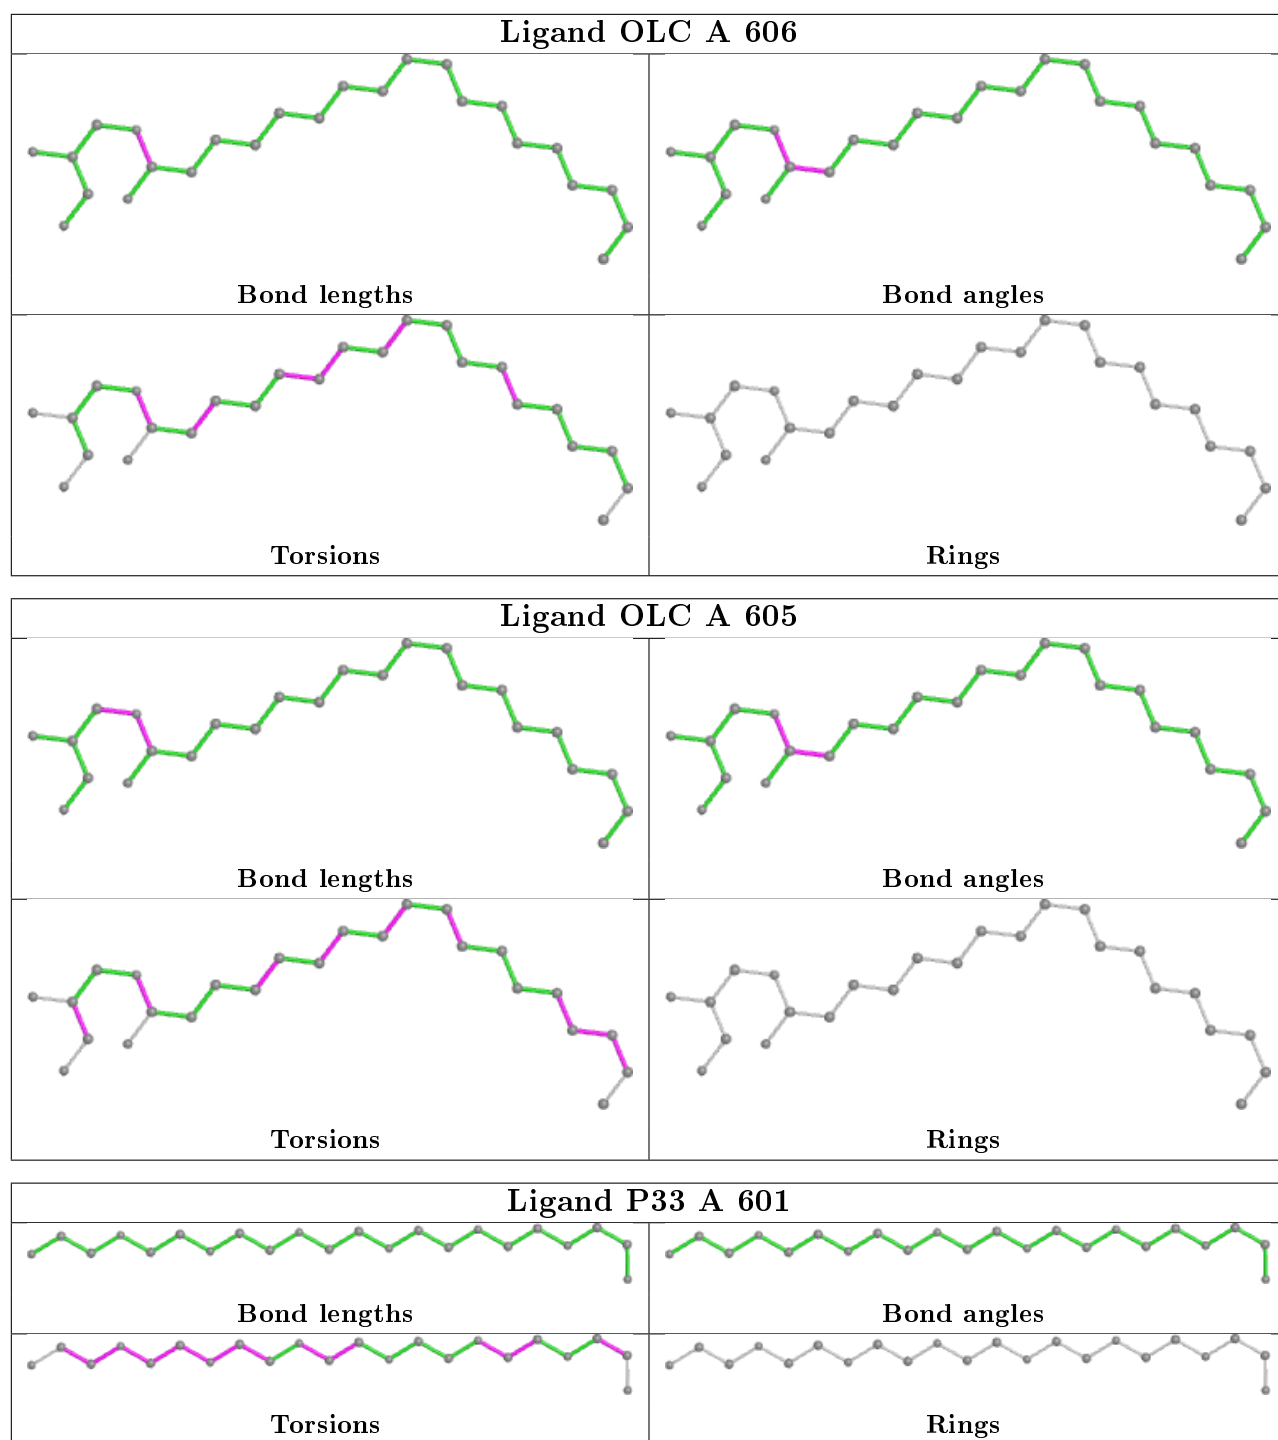 Ligand OLC A 606
Bond lengths
Bond angles
Torsions
Rings
Ligand OLC A 605
Bond lengths
Bond angles
Torsions
Rings
Ligand P33 A 601
Bond lengths
Bond angles
Torsions
Rings